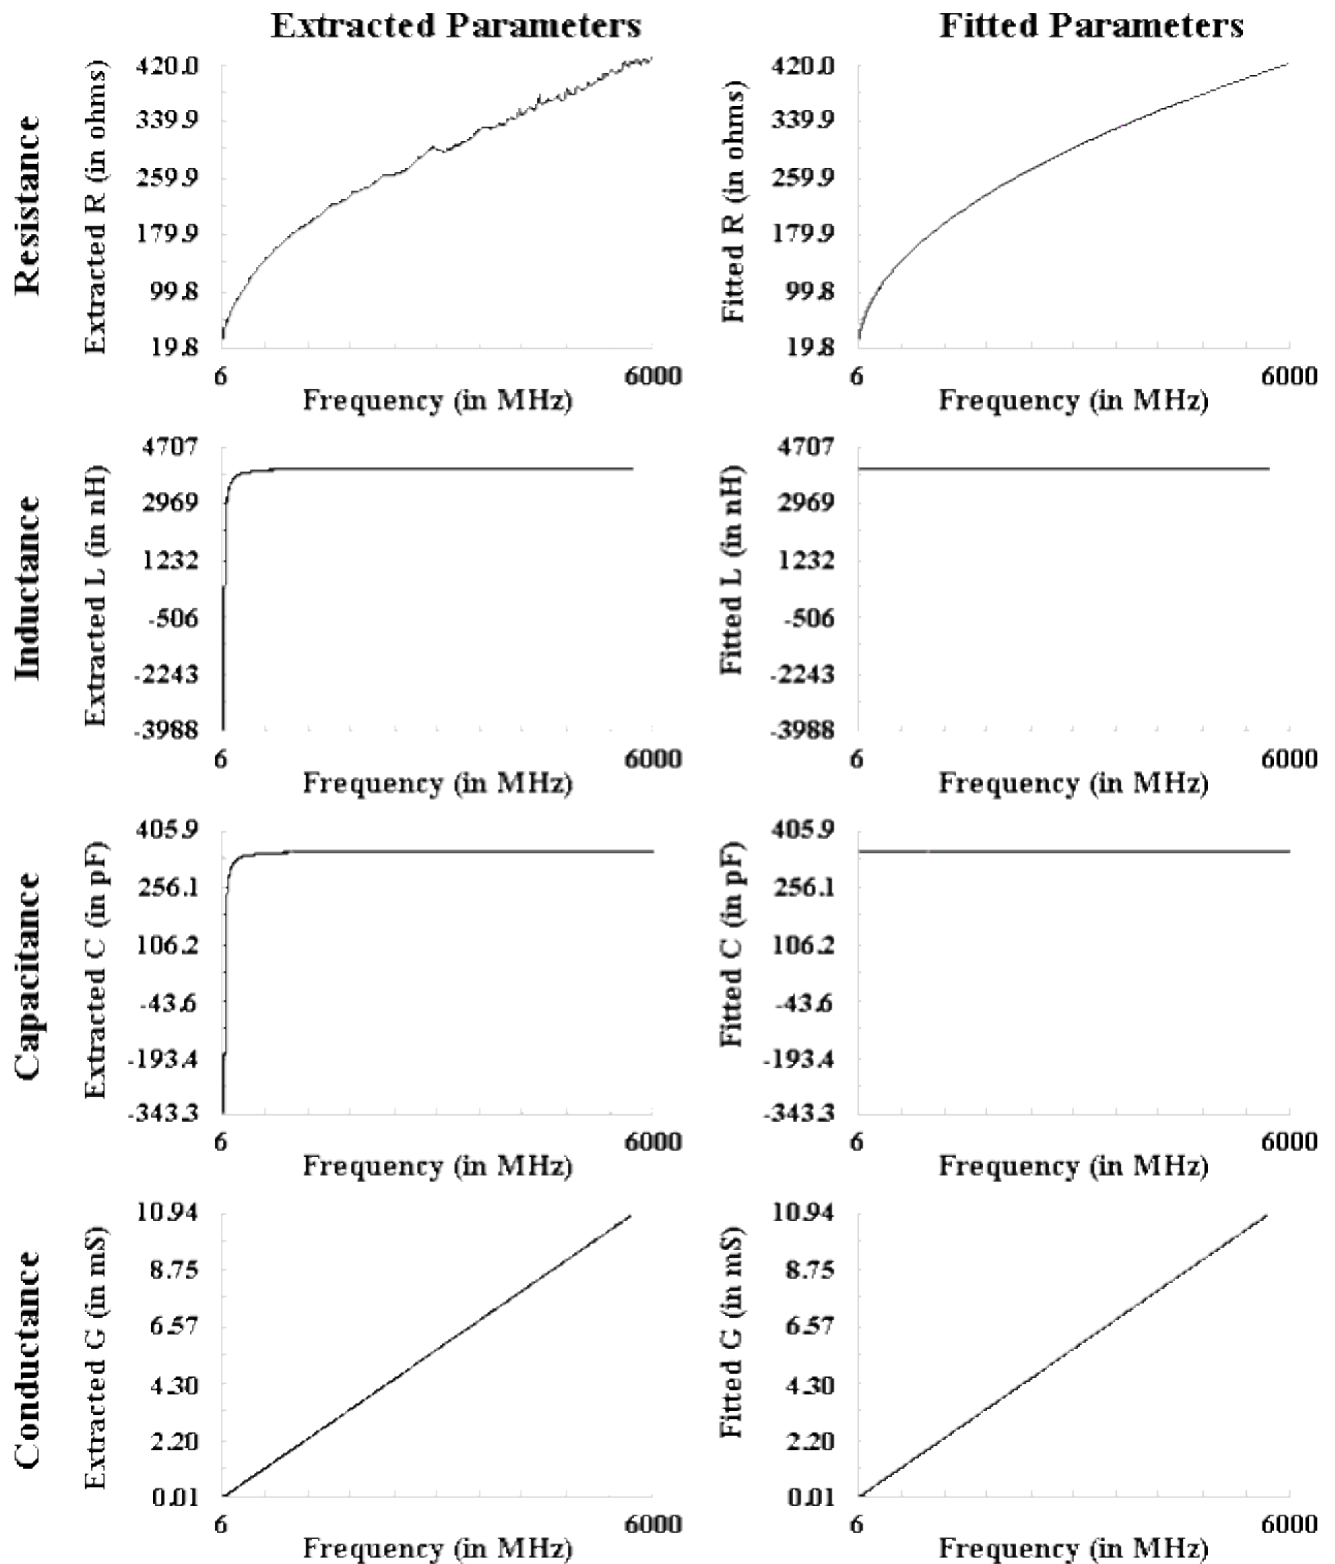 Extracted Parameters
Fitted Parameters
Resistance
Extracted R (in ohms)
420.0
339.9
259.9
179.9
99.8
19.8
6
6000
Frequency (in MHz)
Fitted R (in ohms)
420.0
339.9
259.9
179.9
99.8
19.8
6
6000
Frequency (in MHz)
Inductance
Extracted L (in nH)
4707
2969
1232
-506
-2243
-3988
6
6000
Frequency (in MHz)
Fitted L (in nH)
4707
2969
1232
-506
-2243
-3988
6
6000
Frequency (in MHz)
Capacitance
Extracted C (in pF)
405.9
256.1
106.2
-43.6
-193.4
-343.3
6
6000
Frequency (in MHz)
Fitted C (in pF)
405.9
256.1
106.2
-43.6
-193.4
-343.3
6
6000
Frequency (in MHz)
Conductance
Extracted G (in mS)
10.94
8.75
6.57
4.30
2.20
0.01
6
6000
Frequency (in MHz)
Fitted G (in mS)
10.94
8.75
6.57
4.30
2.20
0.01
6
6000
Frequency (in MHz)